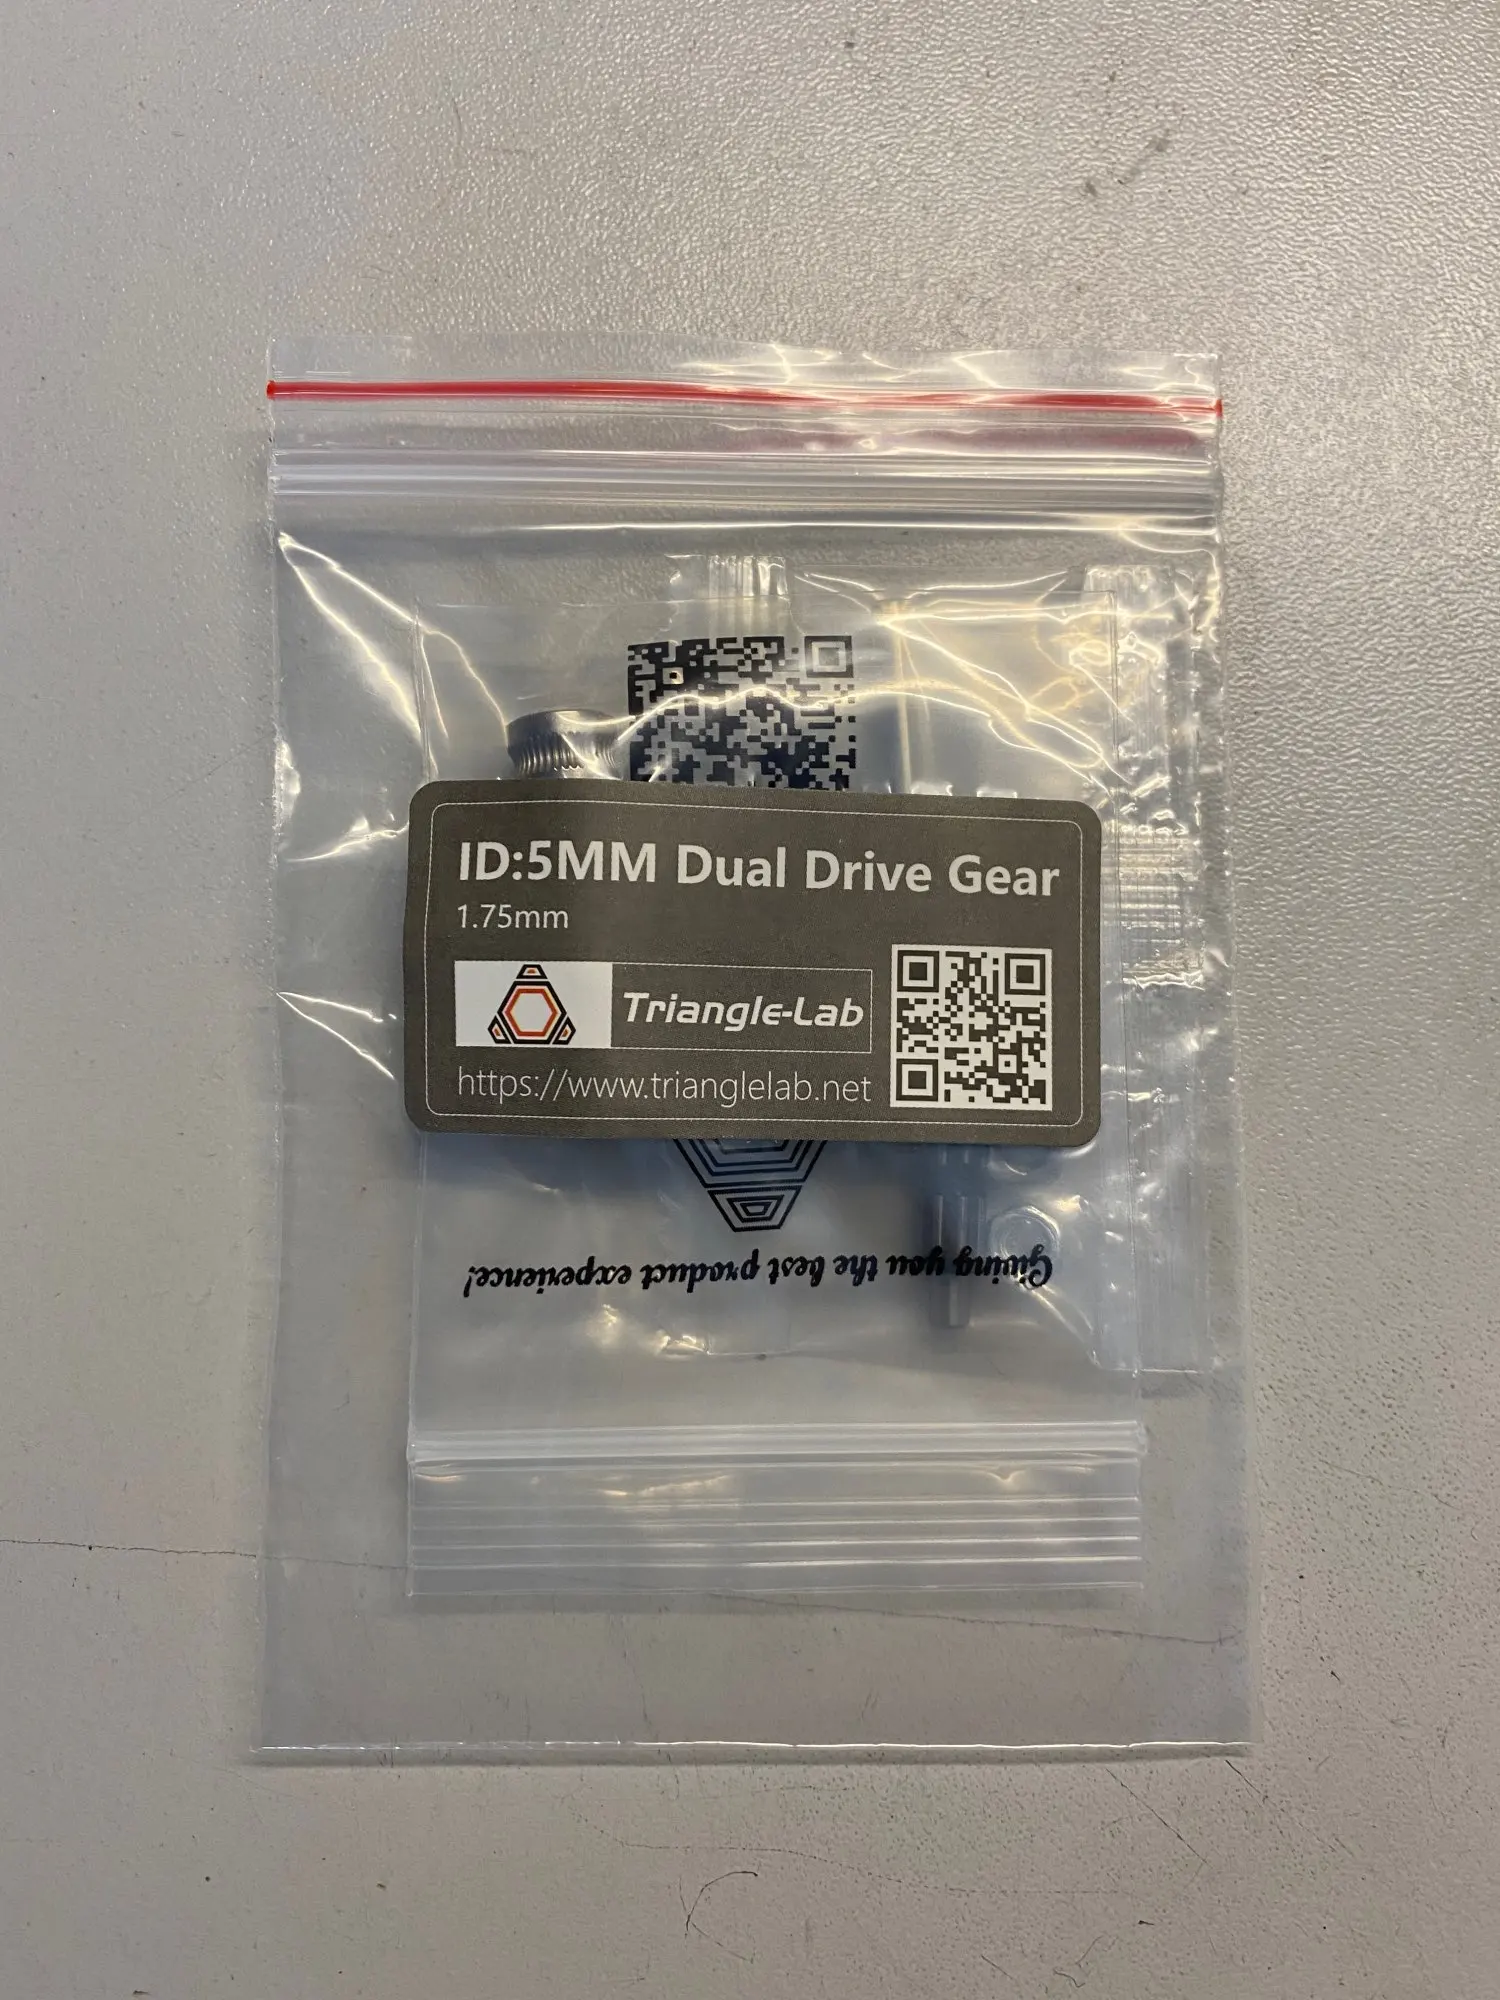 ID:5MM Dual Drive Gear
1.75mm
Triangle-Lab
https://www.trianglelab.net
Giving you the best product experience!